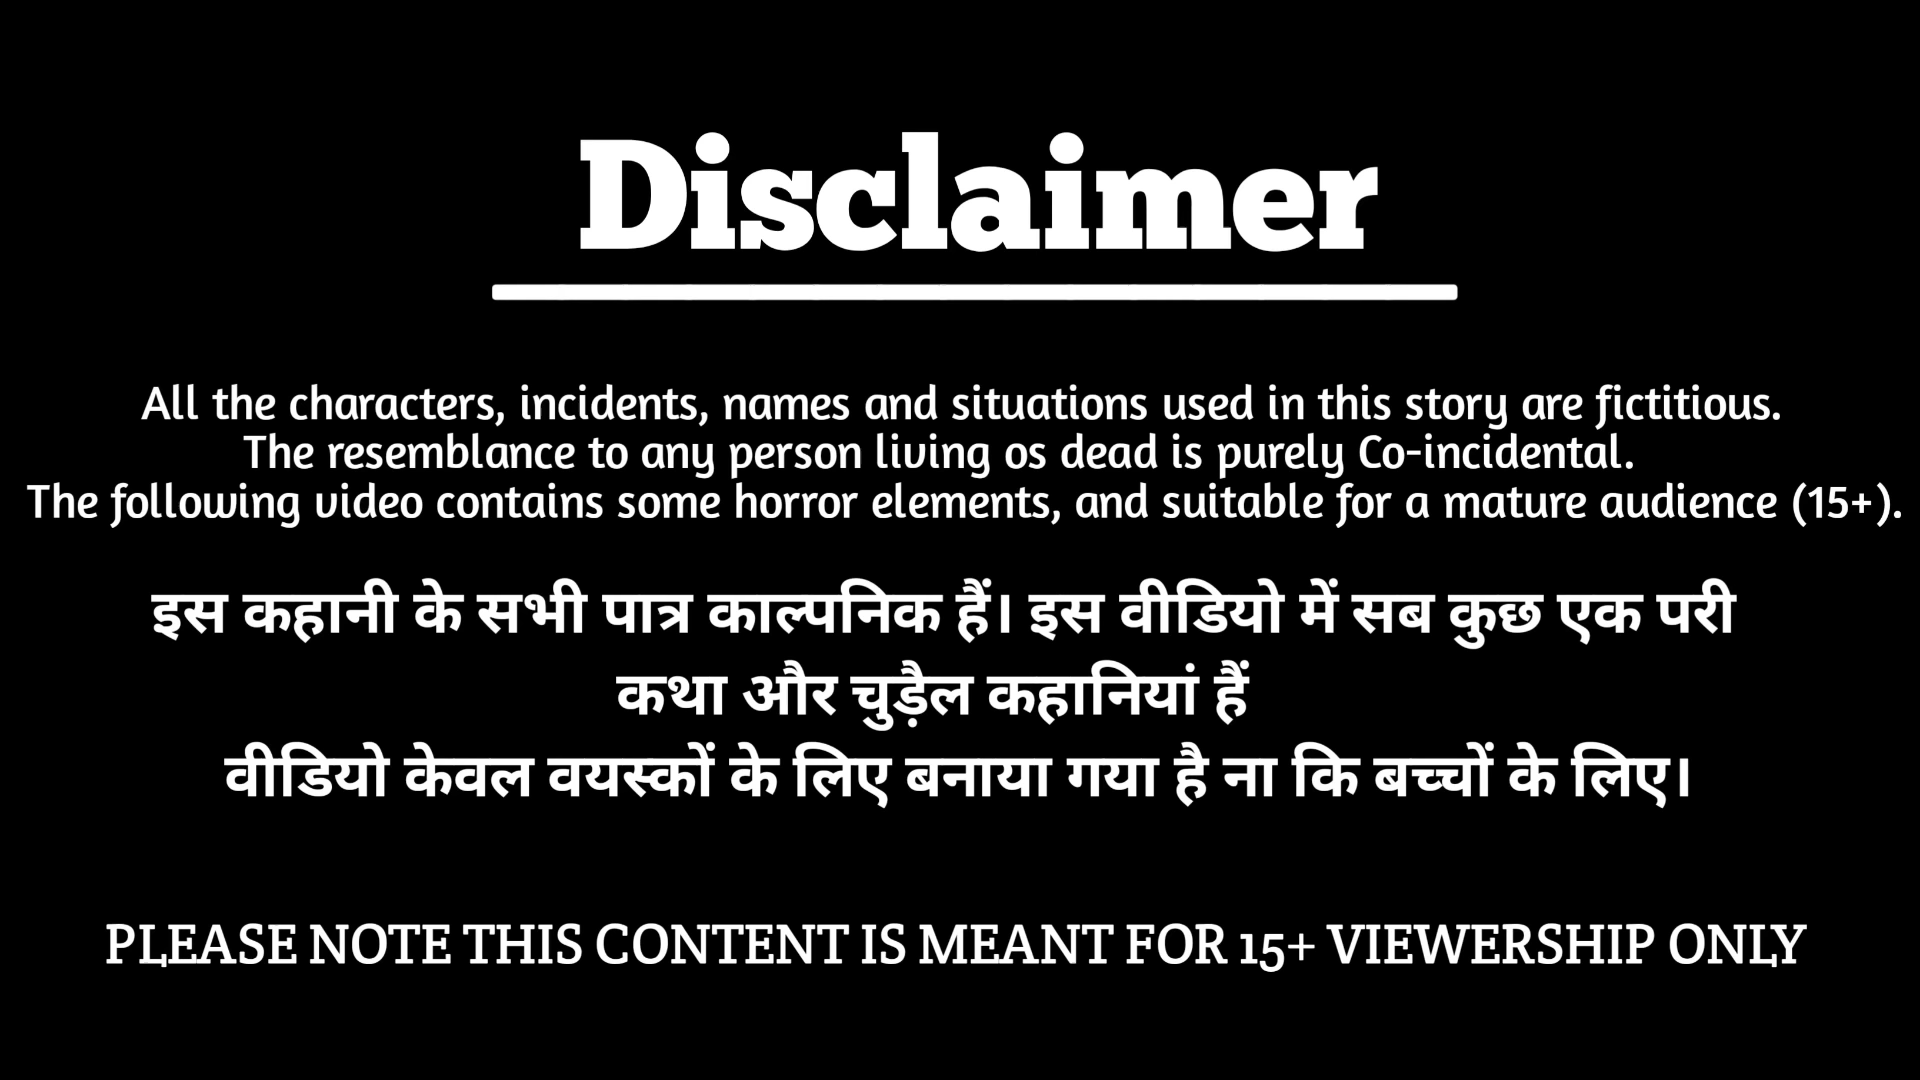 Disclaimer
All the characters, incidents, names and situations used in this story are fictitious.
The resemblance to any person living os dead is purely Co-incidental.
The following video contains some horror elements, and suitable for a mature audience (15+).
इस कहानी के सभी पात्र काल्पनिक हैं। इस वीडियो में सब कुछ एक परी
कथा और चुड़ैल कहानियां हैं
वीडियो केवल वयस्कों के लिए बनाया गया है ना कि बच्चों के लिए।
PLEASE NOTE THIS CONTENT IS MEANT FOR 15+ VIEWERSHIP ONLY